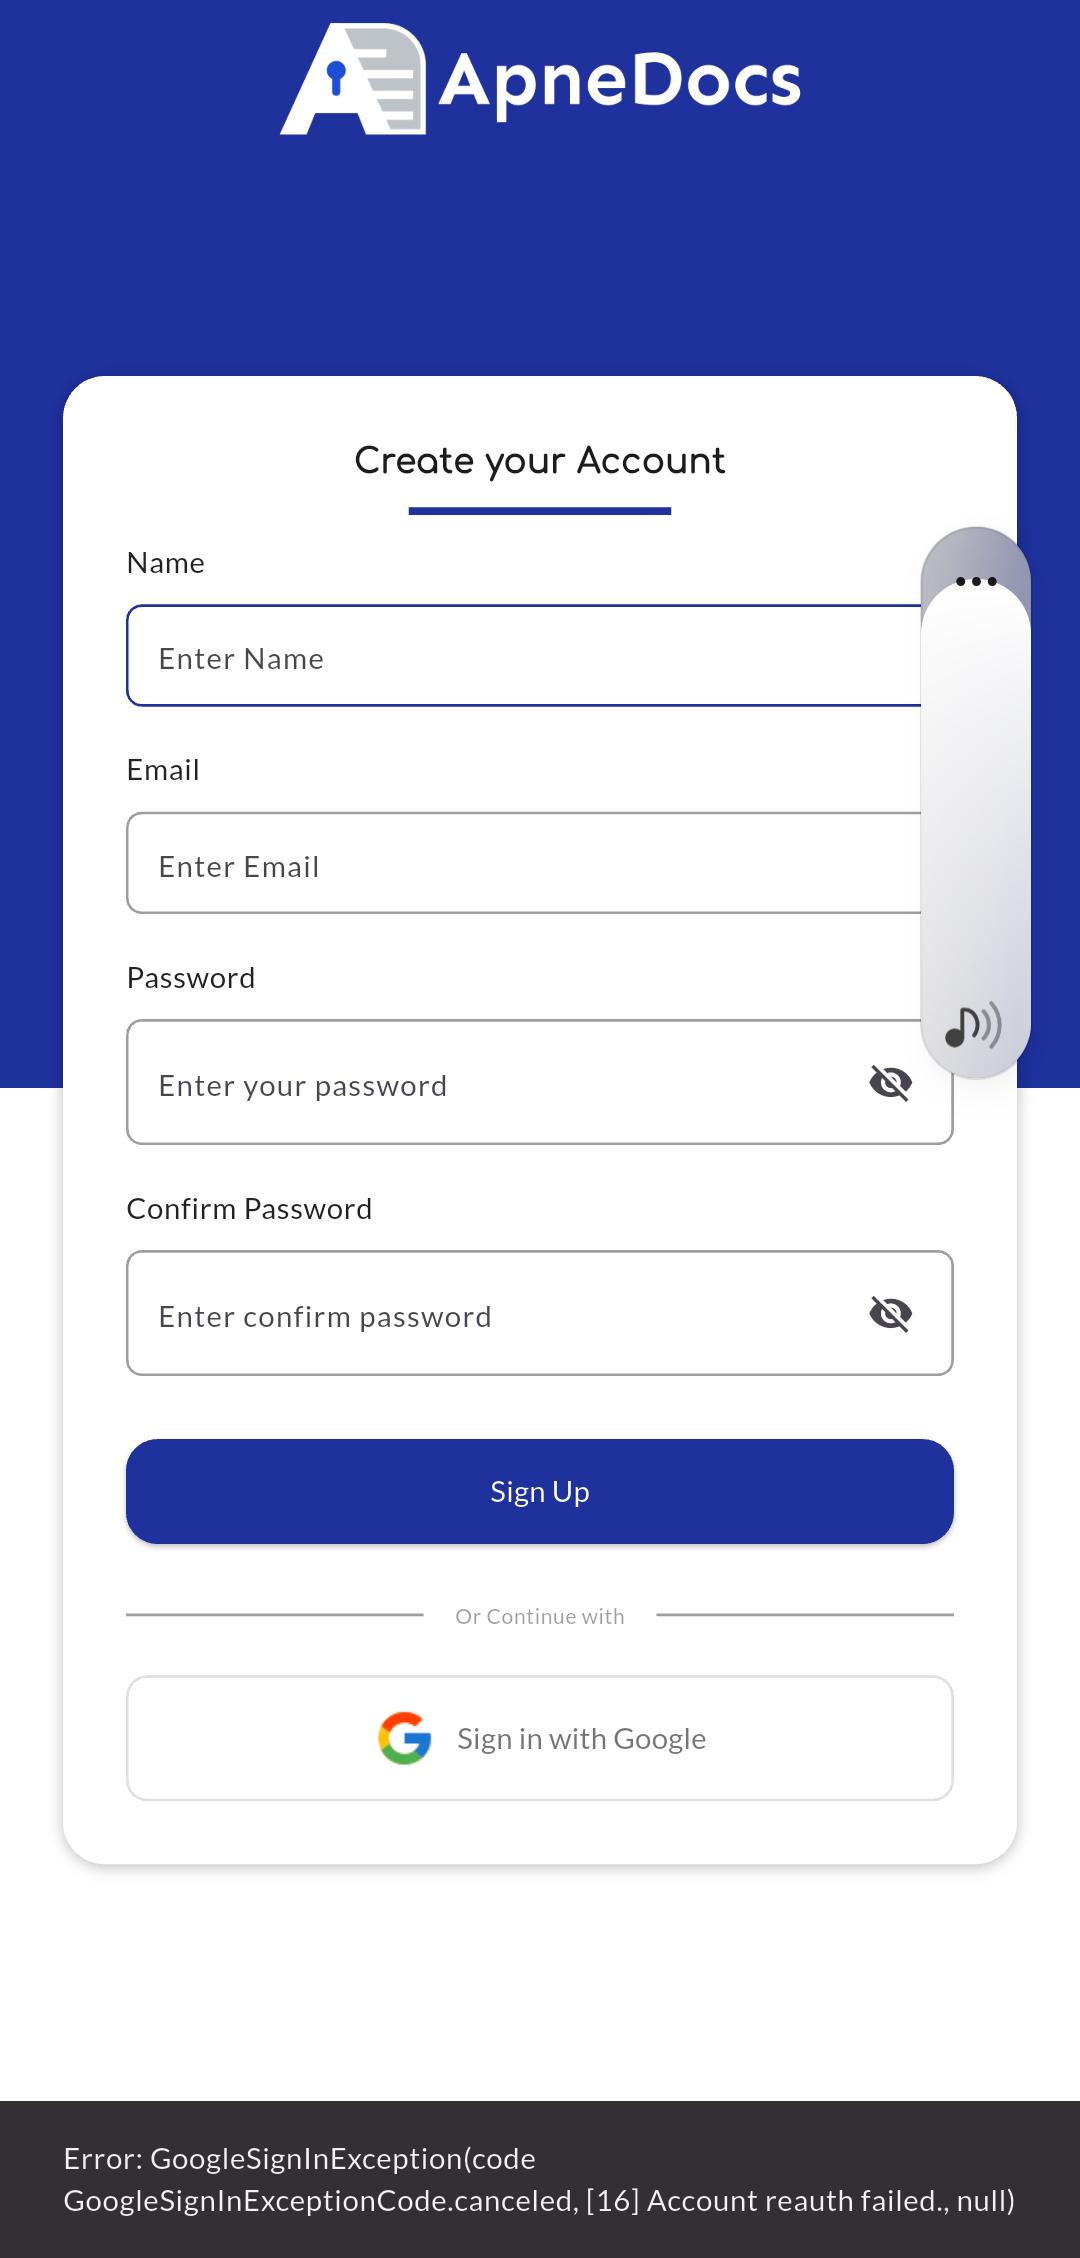 ApneDocs
Create your Account
Name
Enter Name
Email
Enter Email
Password
Enter your password
Confirm Password
Enter confirm password
Sign Up
Or Continue with
Sign in with Google
Error: GoogleSignInException(code
GoogleSignInExceptionCode.canceled, [16] Account reauth failed., null)